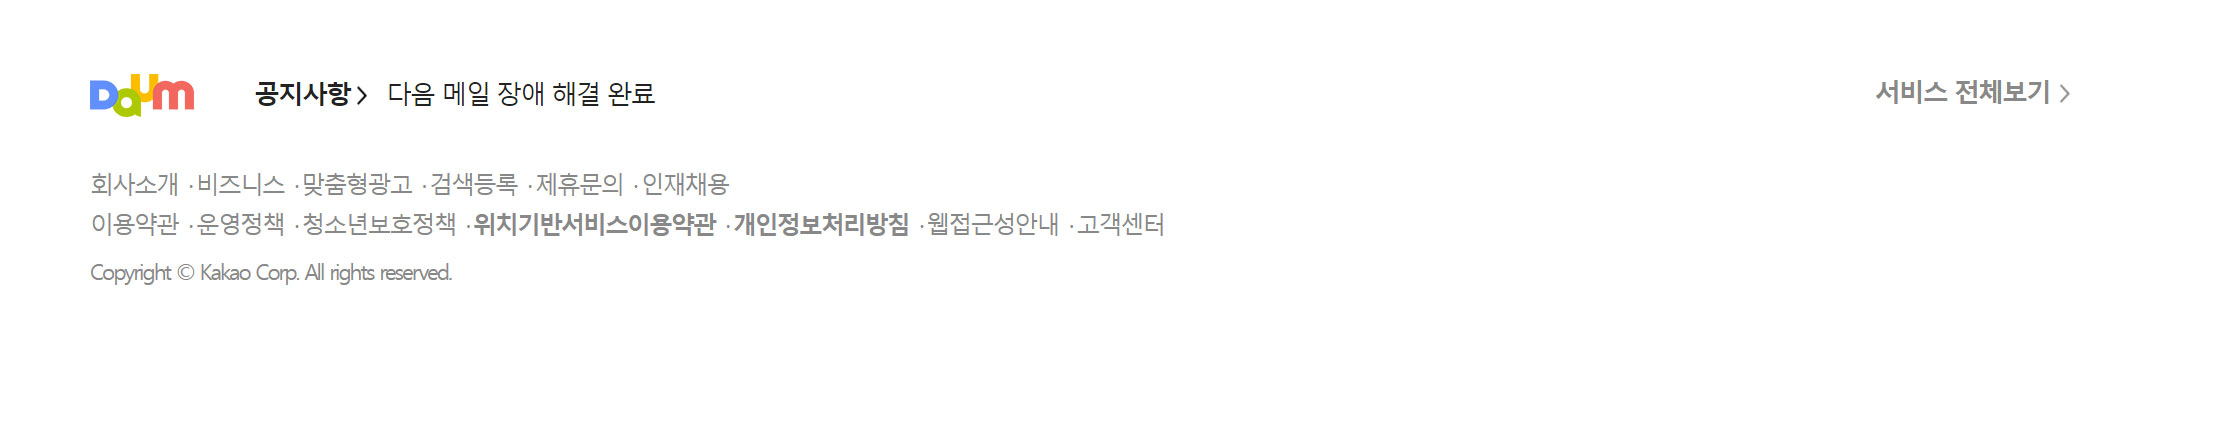 Daum 공지사항 > 다음 메일 장애 해결 완료 서비스 전체보기 >
회사소개 ·비즈니스 ·맞춤형광고 ·검색등록 ·제휴문의 ·인재채용
이용약관 ·운영정책 ·청소년보호정책 ·위치기반서비스이용약관 ·개인정보처리방침 ·웹접근성안내 ·고객센터
Copyright © Kakao Corp. All rights reserved.